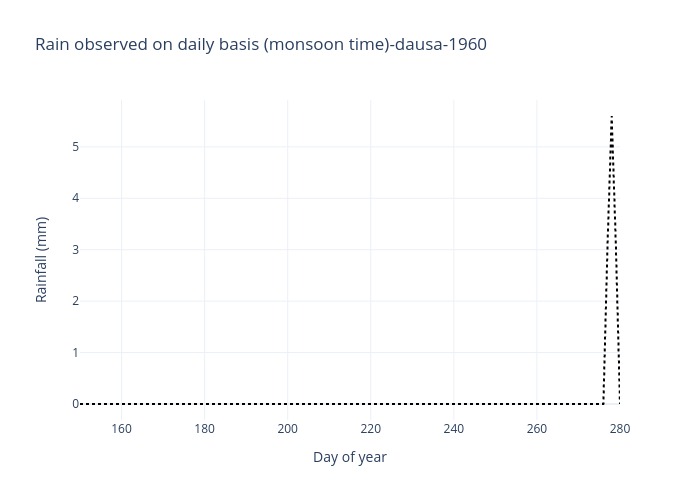 Rain observed on daily basis (monsoon time)-dausa-1960
5
4
3
2
1
0
Rainfall (mm)
160 180 200 220 240 260 280
Day of year